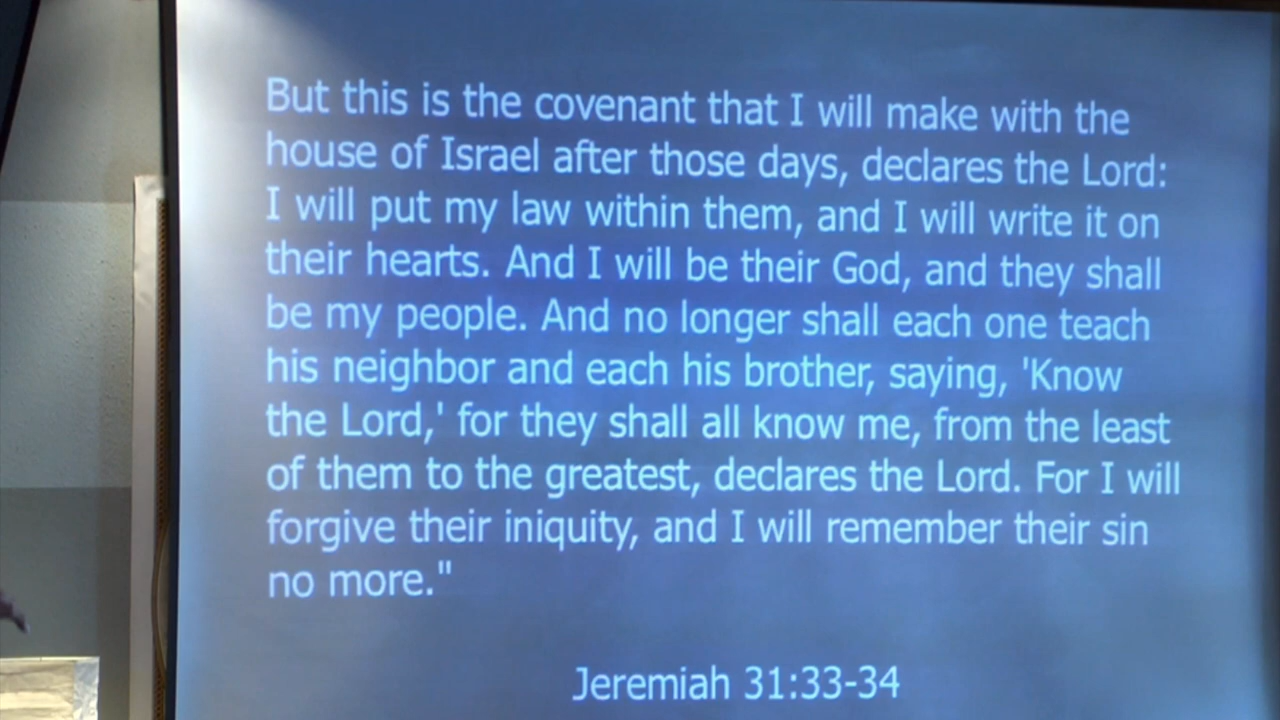 But this is the covenant that I will make with the
house of Israel after those days, declares the Lord:
I will put my law within them, and I will write it on
their hearts. And I will be their God, and they shall
be my people. And no longer shall each one teach
his neighbor and each his brother, saying, 'Know
the Lord,' for they shall all know me, from the least
of them to the greatest, declares the Lord. For I will
forgive their iniquity, and I will remember their sin
no more."
Jeremiah 31:33-34